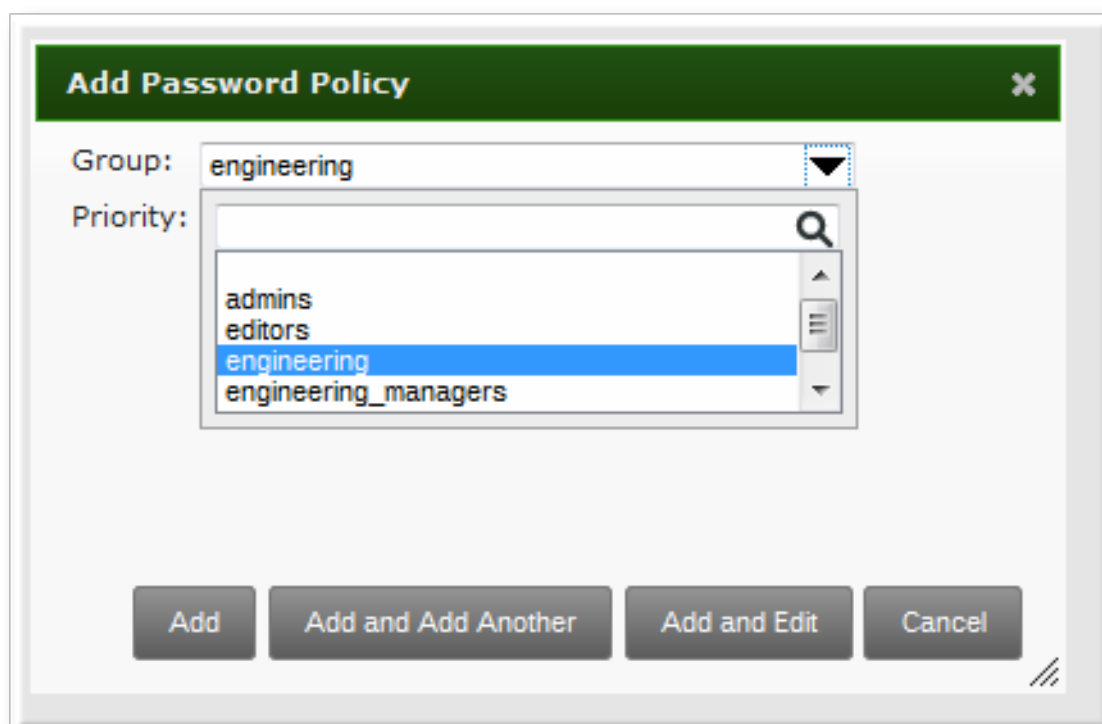 Add Password Policy
Group: engineering
Priority:
admins
editors
engineering
engineering_managers
Add Add and Add Another Add and Edit Cancel